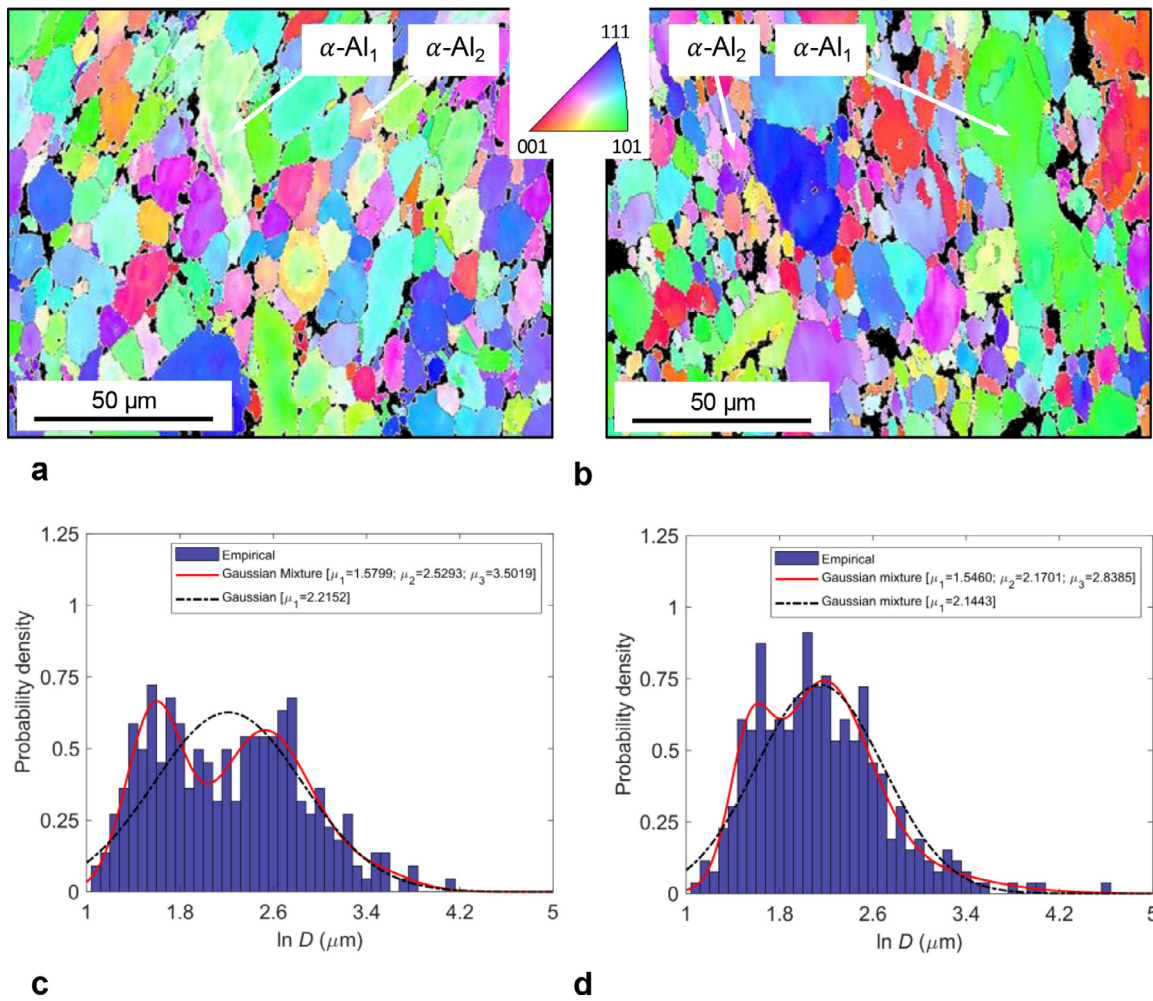 α-Al₁
α-Al₂
111
001
101
α-Al₂
α-Al₁
50 µm
50 µm
a
b
1.25
1
0.75
0.5
0.25
0
Probability density
Empirical
Gaussian Mixture [μ₁=1.5799; μ₂=2.5293; μ₃=3.5019]
Gaussian [μ₁=2.2152]
1
1.8
2.6
3.4
4.2
5
ln D (μm)
1.25
1
0.75
0.5
0.25
0
Probability density
Empirical
Gaussian mixture [μ₁=1.5460; μ₂=2.1701; μ₃=2.8385]
Gaussian mixture [μ₁=2.1443]
1
1.8
2.6
3.4
4.2
5
ln D (μm)
c
d